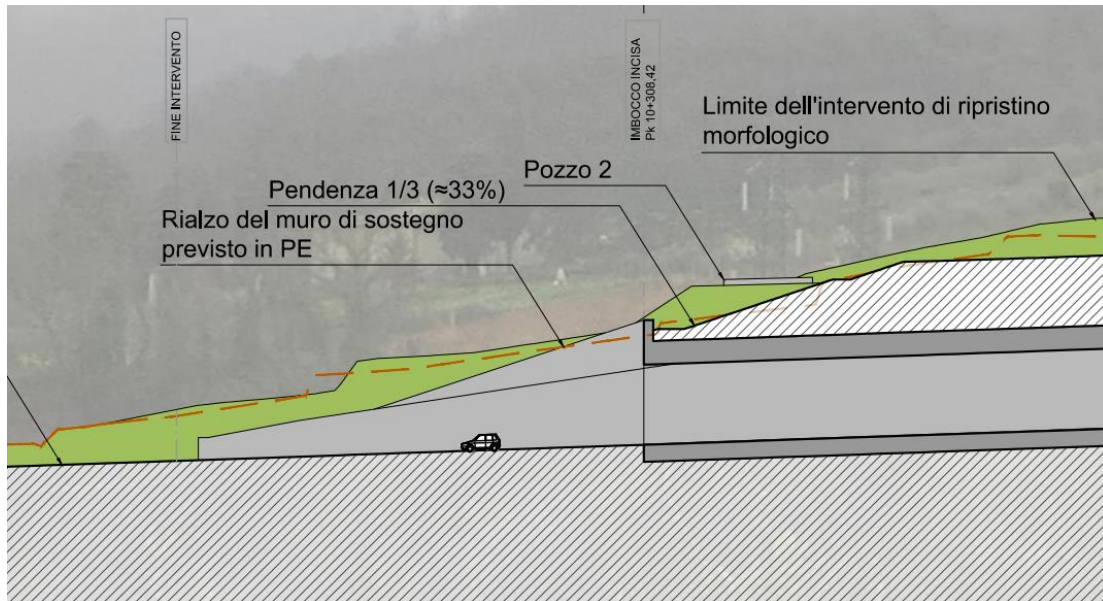 FINE INTERVENTO
IMBOCCO INCISA
Pk 10+308,42
Limite dell'intervento di ripristino
morfologico
Pozzo 2
Pendenza 1/3 (≈33%)
Rialzo del muro di sostegno
previsto in PE